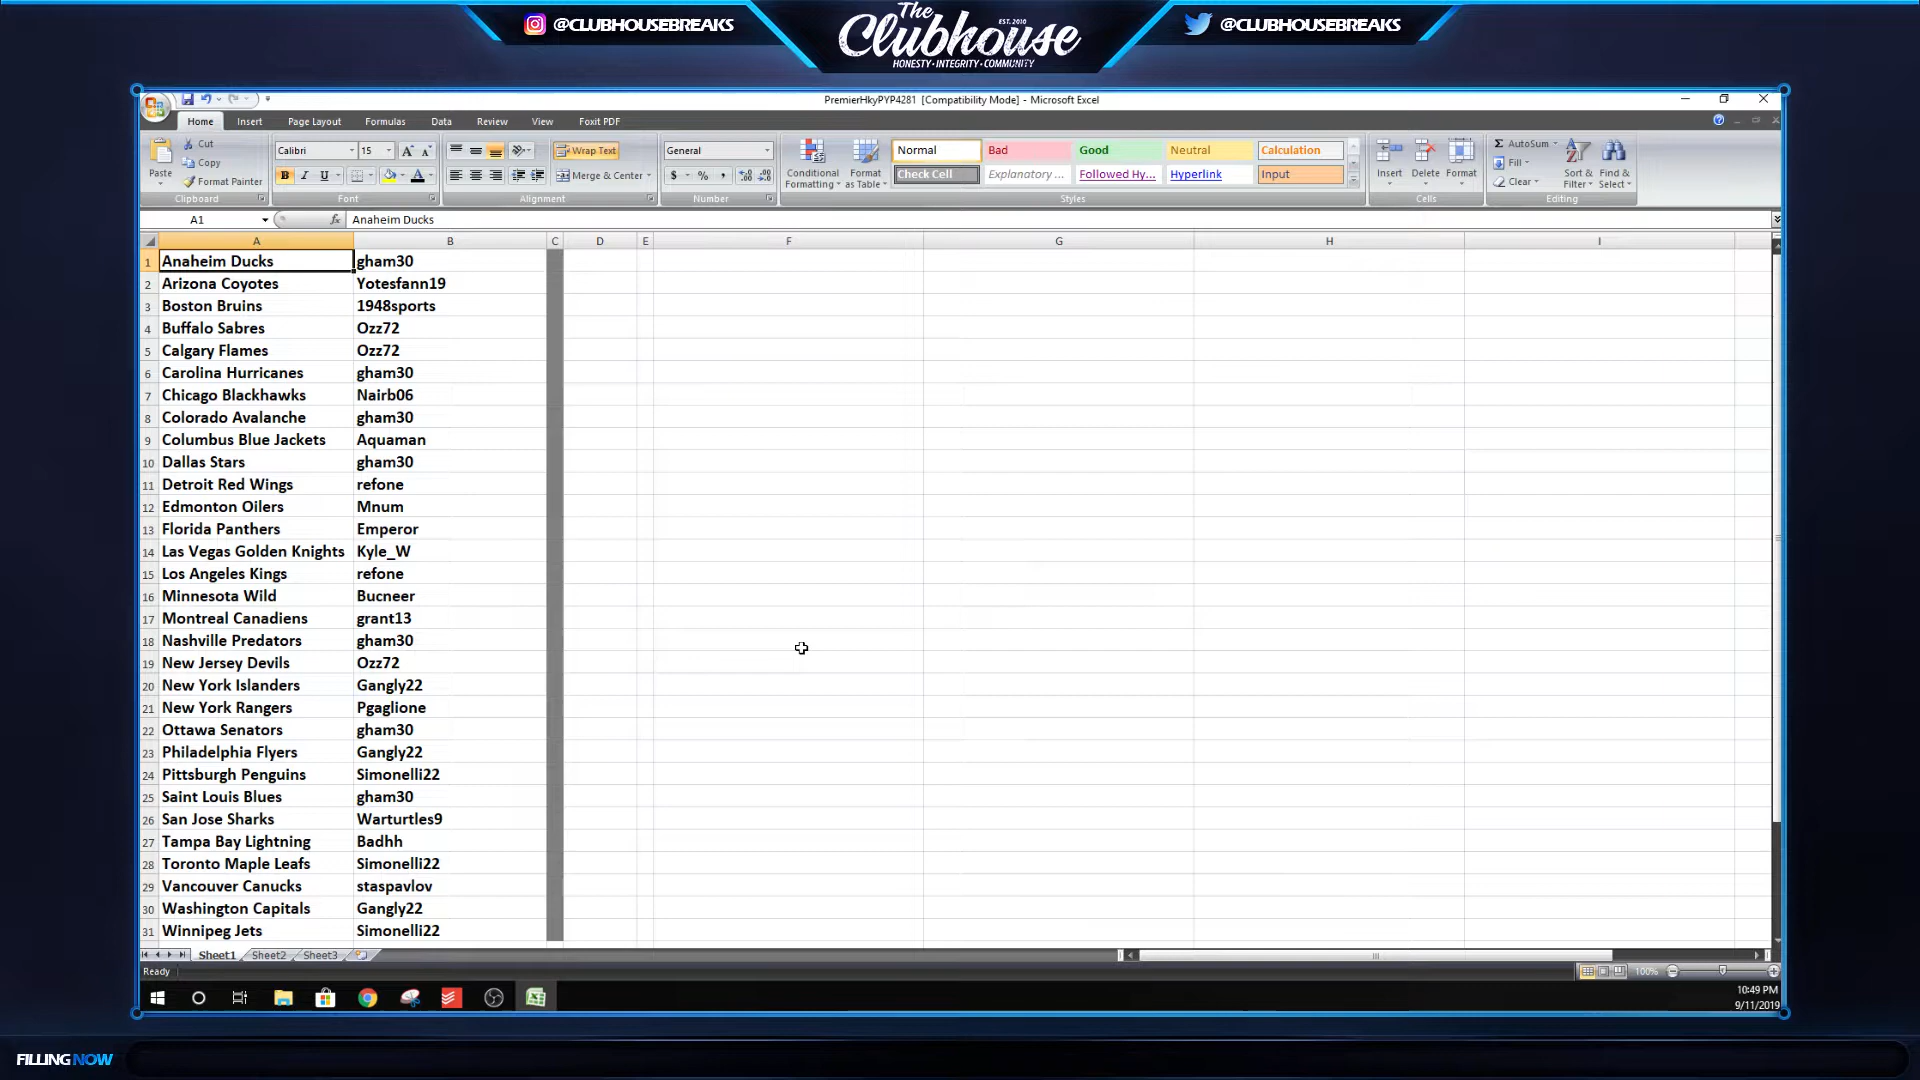 @CLUBHOUSEBREAKS
The
Clubhouse
EST. 2010
HONESTY • INTEGRITY • COMMUNITY
@CLUBHOUSEBREAKS
PremierHkyPYP4281 [Compatibility Mode] - Microsoft Excel
Home Insert Page Layout Formulas Data Review View Foxit PDF
Paste
Cut
Copy
Format Painter
Clipboard
Calibri 15
B I U
Font
Wrap Text
Merge & Center
Alignment
General
$ % ,
Number
Conditional Formatting
Format as Table
Normal Bad Good Neutral Calculation
Check Cell Explanatory ... Followed Hy... Hyperlink Input
Styles
Insert Delete Format
Cells
AutoSum
Fill
Clear
Sort & Filter
Find & Select
Editing
A1 fx Anaheim Ducks
A B C D E F G H I
1 Anaheim Ducks gham30
2 Arizona Coyotes Yotesfann19
3 Boston Bruins 1948sports
4 Buffalo Sabres Ozz72
5 Calgary Flames Ozz72
6 Carolina Hurricanes gham30
7 Chicago Blackhawks Nairb06
8 Colorado Avalanche gham30
9 Columbus Blue Jackets Aquaman
10 Dallas Stars gham30
11 Detroit Red Wings refone
12 Edmonton Oilers Mnum
13 Florida Panthers Emperor
14 Las Vegas Golden Knights Kyle_W
15 Los Angeles Kings refone
16 Minnesota Wild Bucneer
17 Montreal Canadiens grant13
18 Nashville Predators gham30
19 New Jersey Devils Ozz72
20 New York Islanders Gangly22
21 New York Rangers Pgaglione
22 Ottawa Senators gham30
23 Philadelphia Flyers Gangly22
24 Pittsburgh Penguins Simonelli22
25 Saint Louis Blues gham30
26 San Jose Sharks Warturtles9
27 Tampa Bay Lightning Badhh
28 Toronto Maple Leafs Simonelli22
29 Vancouver Canucks staspavlov
30 Washington Capitals Gangly22
31 Winnipeg Jets Simonelli22
Sheet1 Sheet2 Sheet3
Ready 100%
10:49 PM
9/11/2019
FILLING NOW